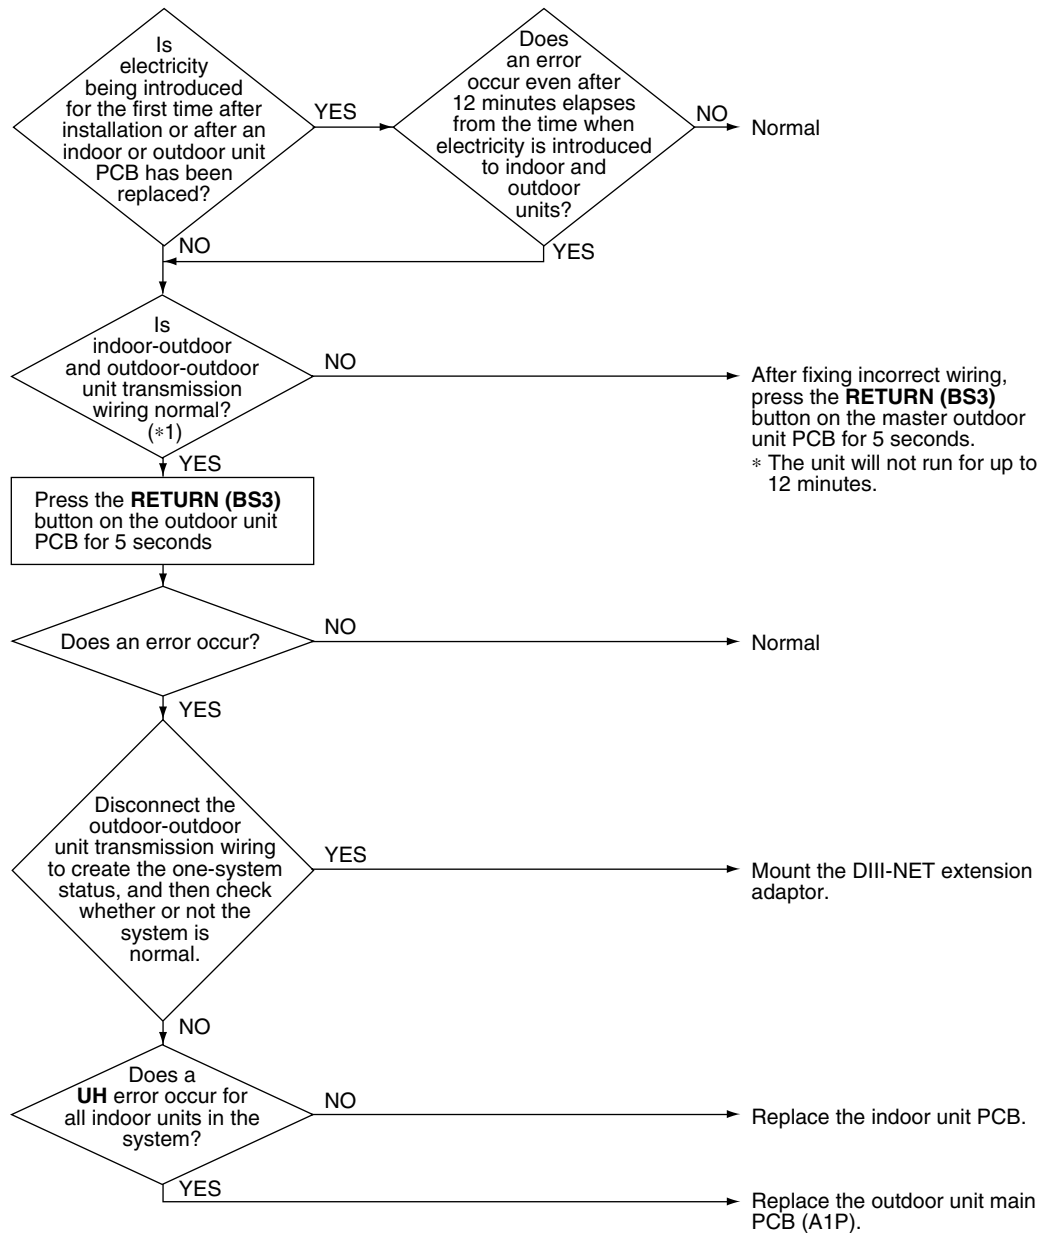 Is
electricity
being introduced
for the first time after
installation or after an
indoor or outdoor unit
PCB has been
replaced?
YES
Does
an error
occur even after
12 minutes elapses
from the time when
electricity is introduced
to indoor and
outdoor
units?
NO
Normal
NO
YES
Is
indoor-outdoor
and outdoor-outdoor
unit transmission
wiring normal?
(*1)
NO
After fixing incorrect wiring,
press the RETURN (BS3)
button on the master outdoor
unit PCB for 5 seconds.
* The unit will not run for up to
12 minutes.
YES
Press the RETURN (BS3)
button on the outdoor unit
PCB for 5 seconds
Does an error occur?
NO
Normal
YES
Disconnect the
outdoor-outdoor
unit transmission wiring
to create the one-system
status, and then check
whether or not the
system is
normal.
YES
Mount the DIII-NET extension
adaptor.
NO
Does a
UH error occur for
all indoor units in the
system?
NO
Replace the indoor unit PCB.
YES
Replace the outdoor unit main
PCB (A1P).